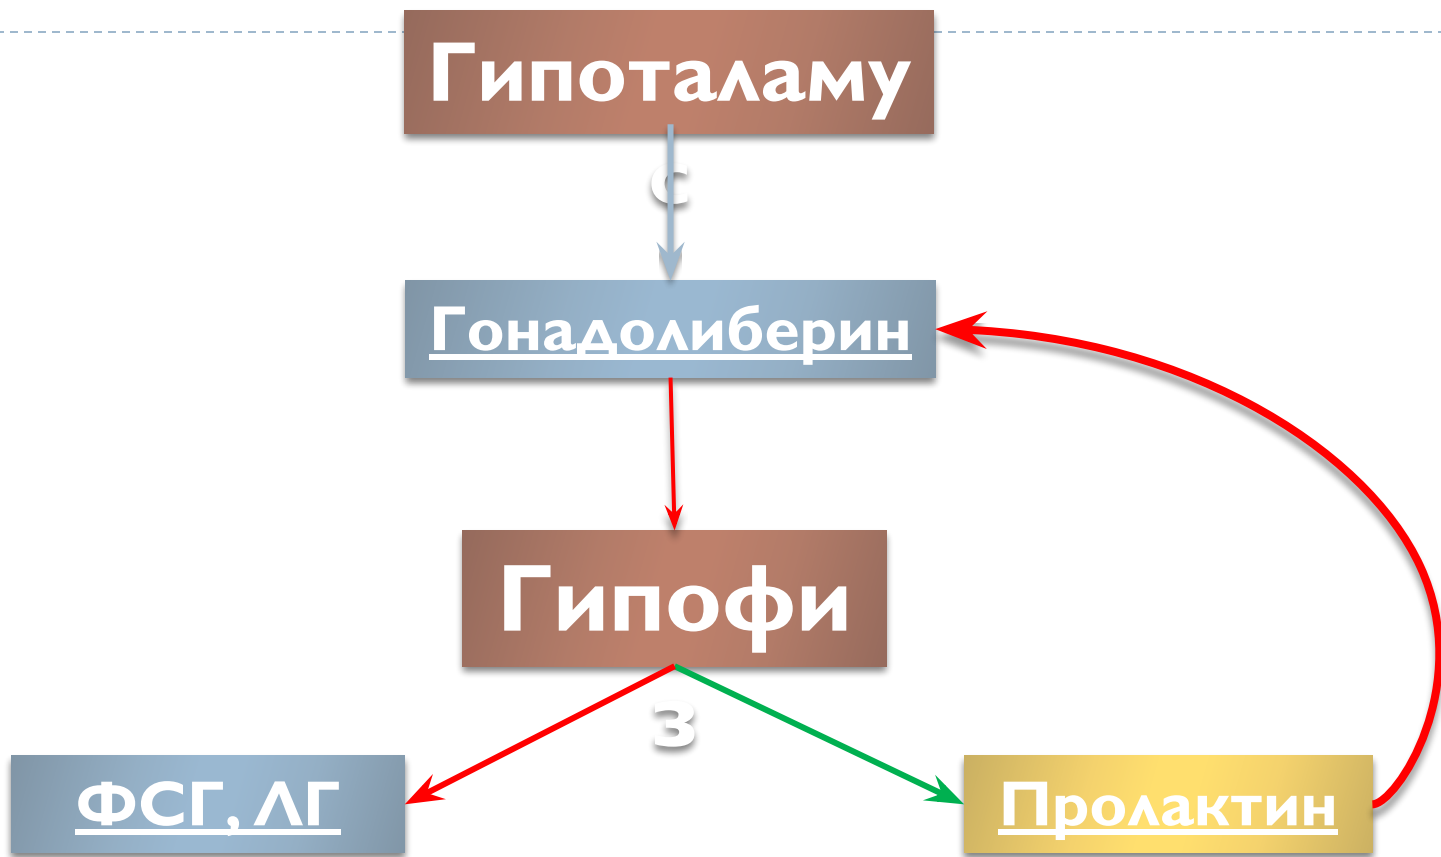 Гипоталаму
с
Гонадолиберин
Гипофи
з
ФСГ, ЛГ
Пролактин